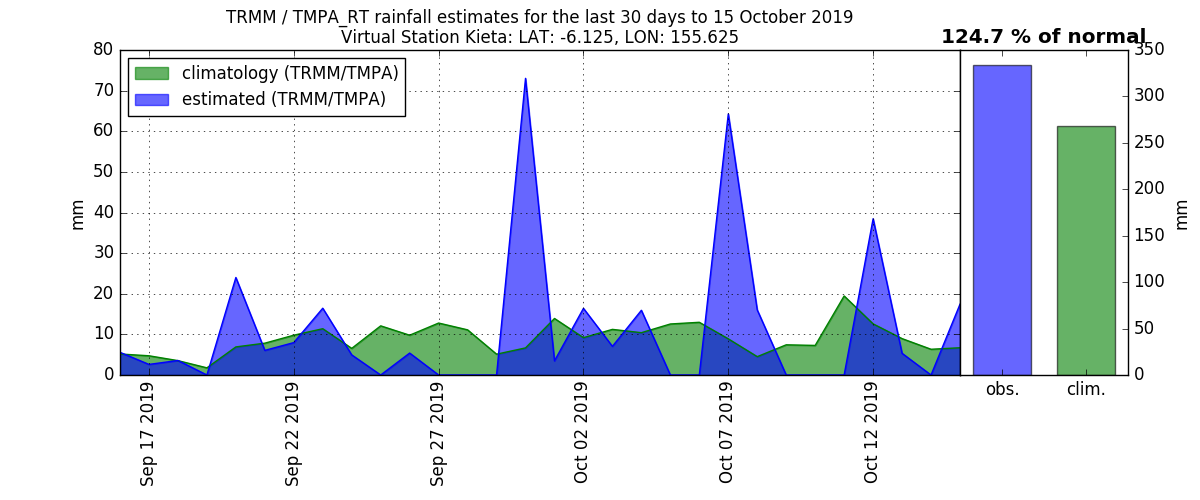 TRMM / TMPA_RT rainfall estimates for the last 30 days to 15 October 2019
Virtual Station Kieta: LAT: -6.125, LON: 155.625
124.7 % of normal
climatology (TRMM/TMPA)
estimated (TRMM/TMPA)
80
70
60
50
40
30
20
10
0
mm
350
300
250
200
150
100
50
0
mm
Sep 17 2019
Sep 22 2019
Sep 27 2019
Oct 02 2019
Oct 07 2019
Oct 12 2019
obs.
clim.